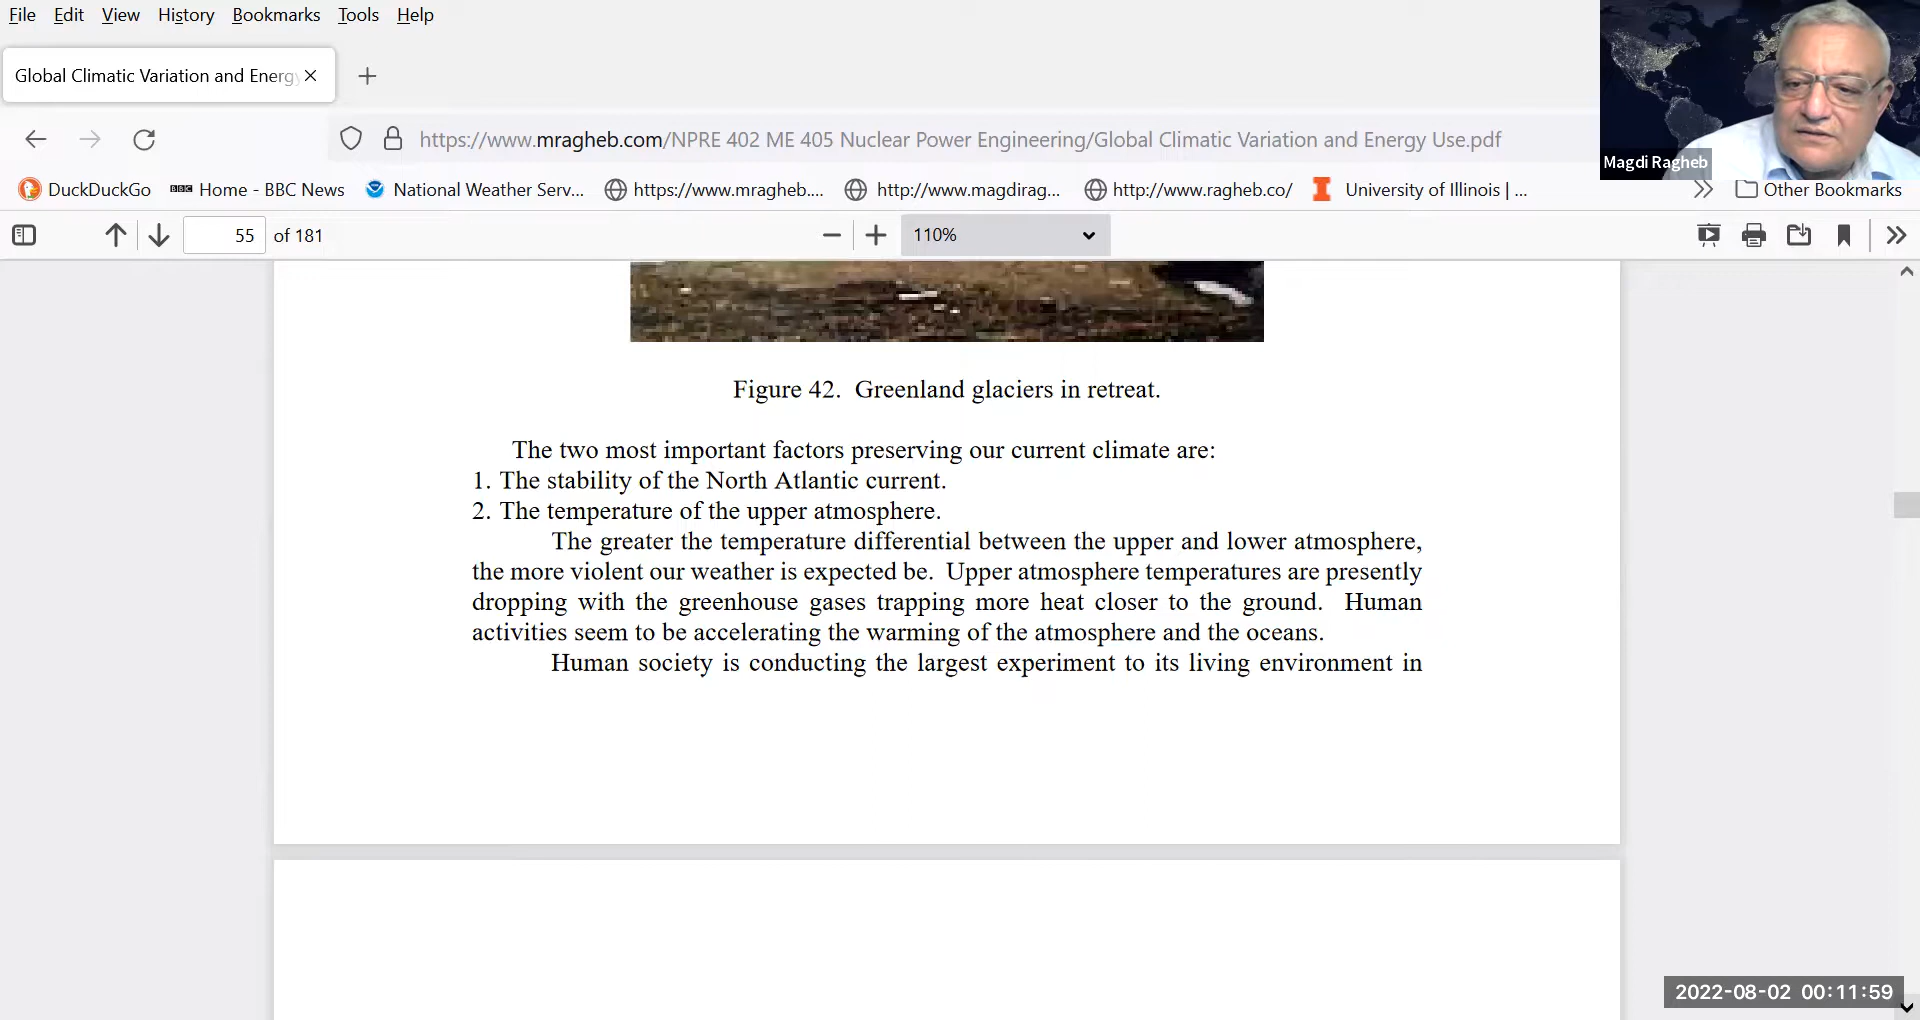 File Edit View History Bookmarks Tools Help
Global Climatic Variation and Energy
https://www.mragheb.com/NPRE 402 ME 405 Nuclear Power Engineering/Global Climatic Variation and Energy Use.pdf
Magdi Ragheb
DuckDuckGo BBC Home - BBC News National Weather Serv... https://www.mragheb.... http://www.magdirag... http://www.ragheb.co/ I University of Illinois | ... Other Bookmarks
55 of 181 110%
Figure 42. Greenland glaciers in retreat.
The two most important factors preserving our current climate are:
1. The stability of the North Atlantic current.
2. The temperature of the upper atmosphere.
The greater the temperature differential between the upper and lower atmosphere,
the more violent our weather is expected be. Upper atmosphere temperatures are presently
dropping with the greenhouse gases trapping more heat closer to the ground. Human
activities seem to be accelerating the warming of the atmosphere and the oceans.
Human society is conducting the largest experiment to its living environment in
2022-08-02 00:11:59